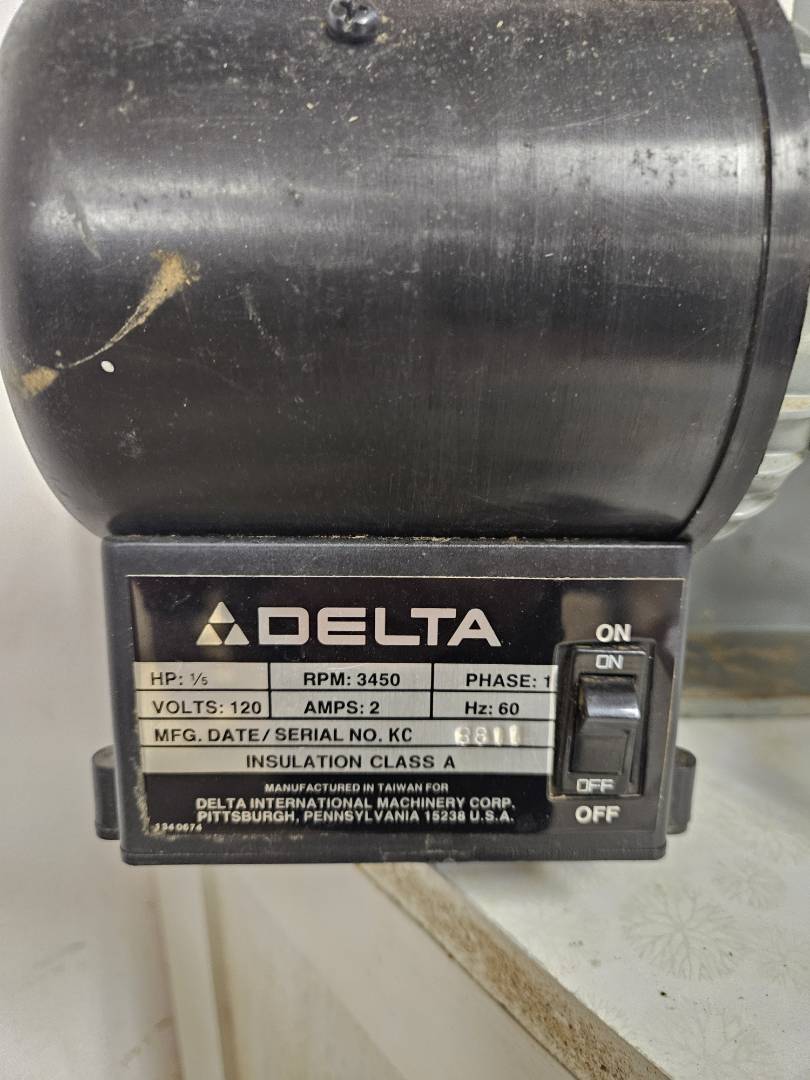 DELTA
HP: 1/5 RPM: 3450 PHASE: 1
VOLTS: 120 AMPS: 2 Hz: 60
MFG. DATE/SERIAL NO. KC
INSULATION CLASS A
MANUFACTURED IN TAIWAN FOR
DELTA INTERNATIONAL MACHINERY CORP.
PITTSBURGH, PENNSYLVANIA 15238 U.S.A.
ON
ON
OFF
OFF